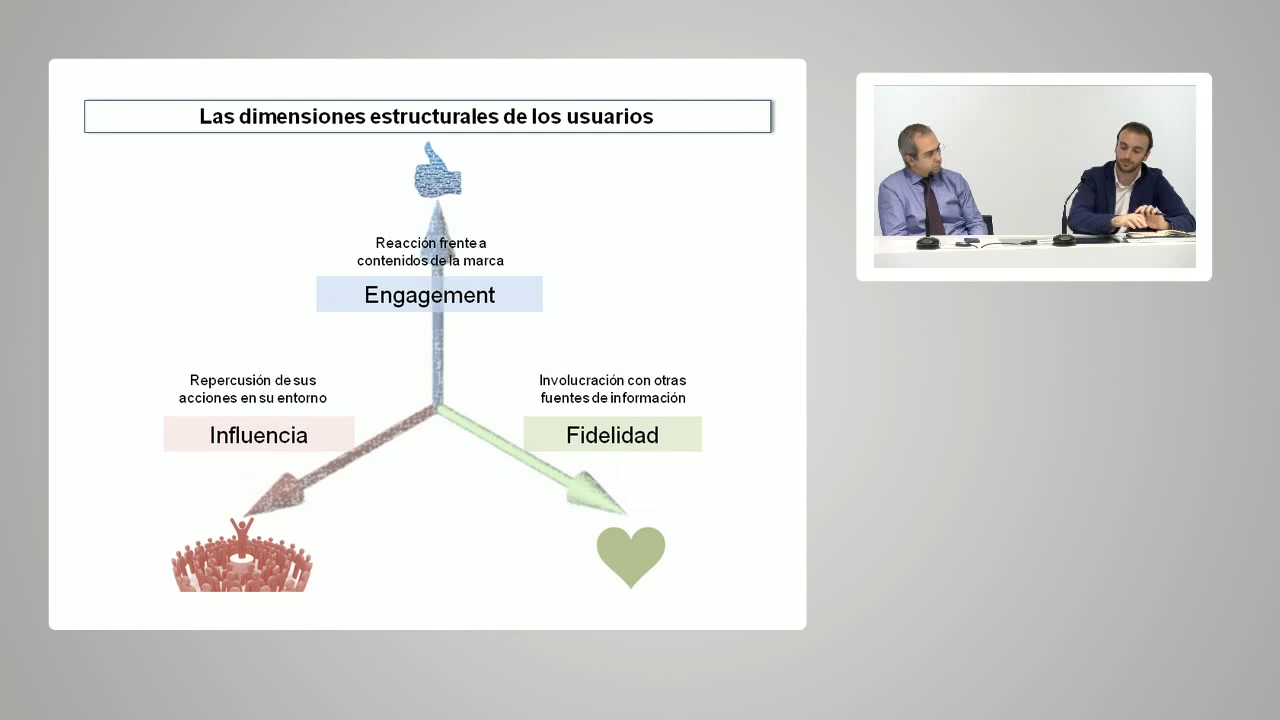 Las dimensiones estructurales de los usuarios
Reacción frente a
contenidos de la marca
Engagement
Repercusión de sus
acciones en su entorno
Influencia
Involucración con otras
fuentes de información
Fidelidad